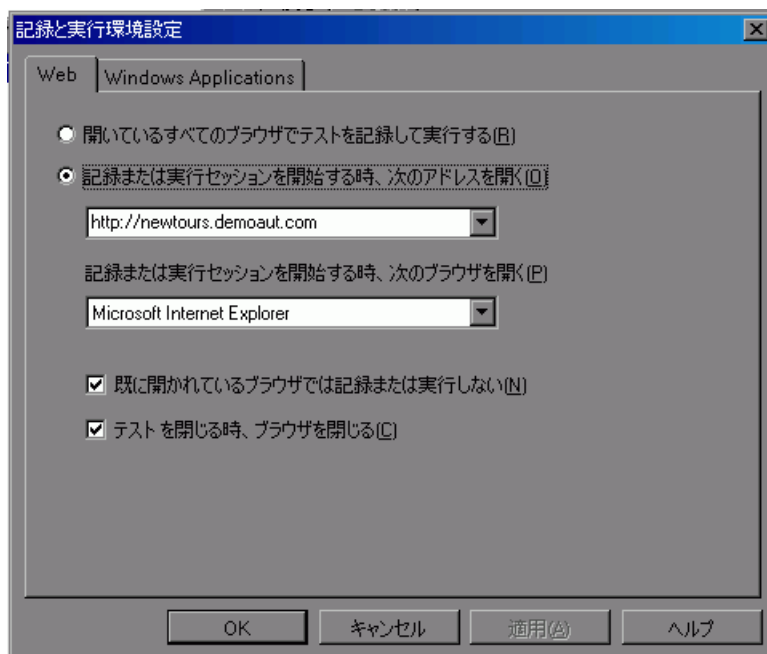 記録と実行環境設定
Web
Windows Applications
開いているすべてのブラウザでテストを記録して実行する(R)
記録または実行セッションを開始する時、次のアドレスを開く(O)
http://newtours.demoaut.com
記録または実行セッションを開始する時、次のブラウザを開く(P)
Microsoft Internet Explorer
既に開かれているブラウザでは記録または実行しない(N)
テストを閉じる時、ブラウザを閉じる(C)
OK
キャンセル
適用(A)
ヘルプ